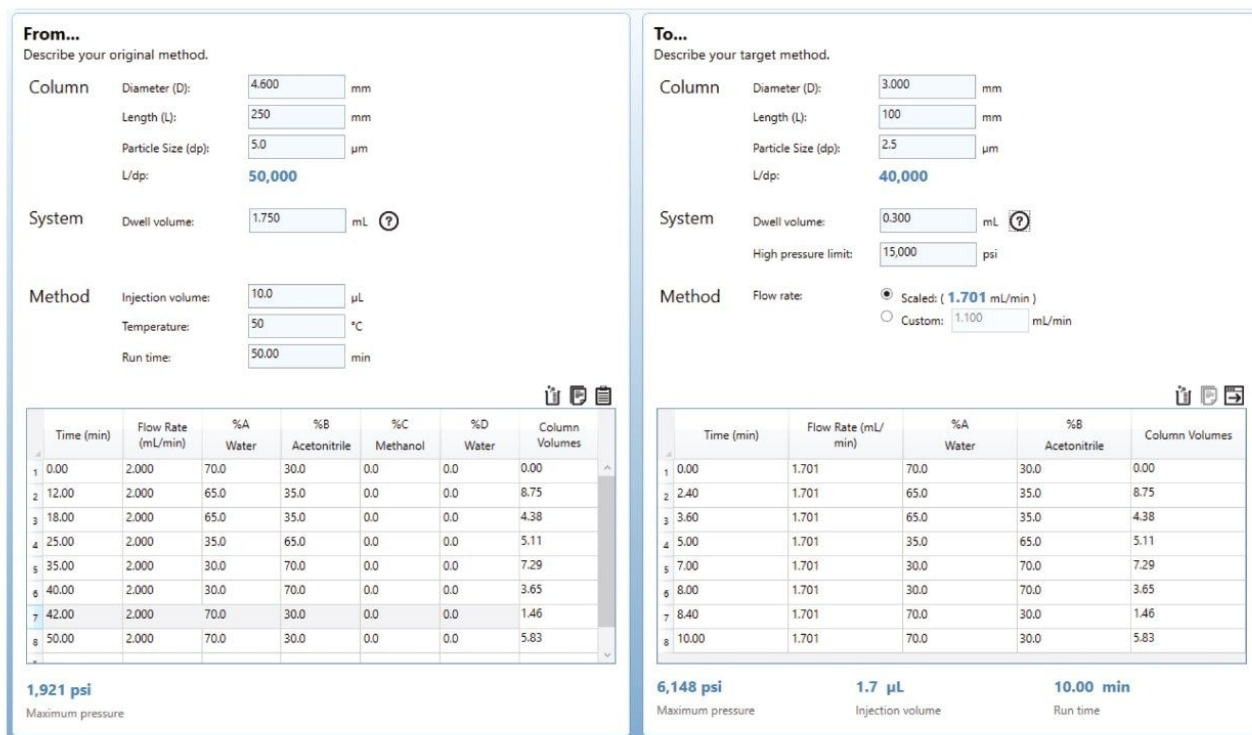 From...
Describe your original method.
Column Diameter (D): 4.600 mm
Length (L): 250 mm
Particle Size (dp): 5.0 µm
L/dp: 50,000
System Dwell volume: 1.750 mL ?
Method Injection volume: 10.0 µL
Temperature: 50 °C
Run time: 50.00 min
Time (min) Flow Rate (mL/min) %A Water %B Acetonitrile %C Methanol %D Water Column Volumes
1 0.00 2.000 70.0 30.0 0.0 0.0 0.00
2 12.00 2.000 65.0 35.0 0.0 0.0 8.75
3 18.00 2.000 65.0 35.0 0.0 0.0 4.38
4 25.00 2.000 35.0 65.0 0.0 0.0 5.11
5 35.00 2.000 30.0 70.0 0.0 0.0 7.29
6 40.00 2.000 30.0 70.0 0.0 0.0 3.65
7 42.00 2.000 70.0 30.0 0.0 0.0 1.46
8 50.00 2.000 70.0 30.0 0.0 0.0 5.83
1,921 psi
Maximum pressure
To...
Describe your target method.
Column Diameter (D): 3.000 mm
Length (L): 100 mm
Particle Size (dp): 2.5 µm
L/dp: 40,000
System Dwell volume: 0.300 mL ?
High pressure limit: 15,000 psi
Method Flow rate: Scaled: ( 1.701 mL/min )
Custom: 1.100 mL/min
Time (min) Flow Rate (mL/min) %A Water %B Acetonitrile Column Volumes
1 0.00 1.701 70.0 30.0 0.00
2 2.40 1.701 65.0 35.0 8.75
3 3.60 1.701 65.0 35.0 4.38
4 5.00 1.701 35.0 65.0 5.11
5 7.00 1.701 30.0 70.0 7.29
6 8.00 1.701 30.0 70.0 3.65
7 8.40 1.701 70.0 30.0 1.46
8 10.00 1.701 70.0 30.0 5.83
6,148 psi 1.7 µL 10.00 min
Maximum pressure Injection volume Run time